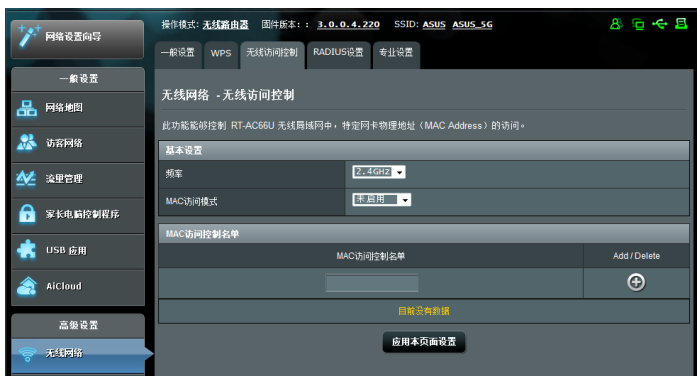 网络设置向导
操作模式: 无线路由器 固件版本: : 3.0.0.4.220 SSID: ASUS ASUS_5G
一般设置 WPS 无线访问控制 RADIUS设置 专业设置
一般设置
网络地图
访客网络
流量管理
家长电脑控制程序
USB 应用
AiCloud
高级设置
无线网络
无线网络 - 无线访问控制
此功能能够控制 RT-AC66U 无线局域网中，特定网卡物理地址（MAC Address）的访问。
基本设置
频率 2.4GHZ
MAC访问模式 未启用
MAC访问控制名单
MAC访问控制名单 Add / Delete
目前没有数据
应用本页面设置